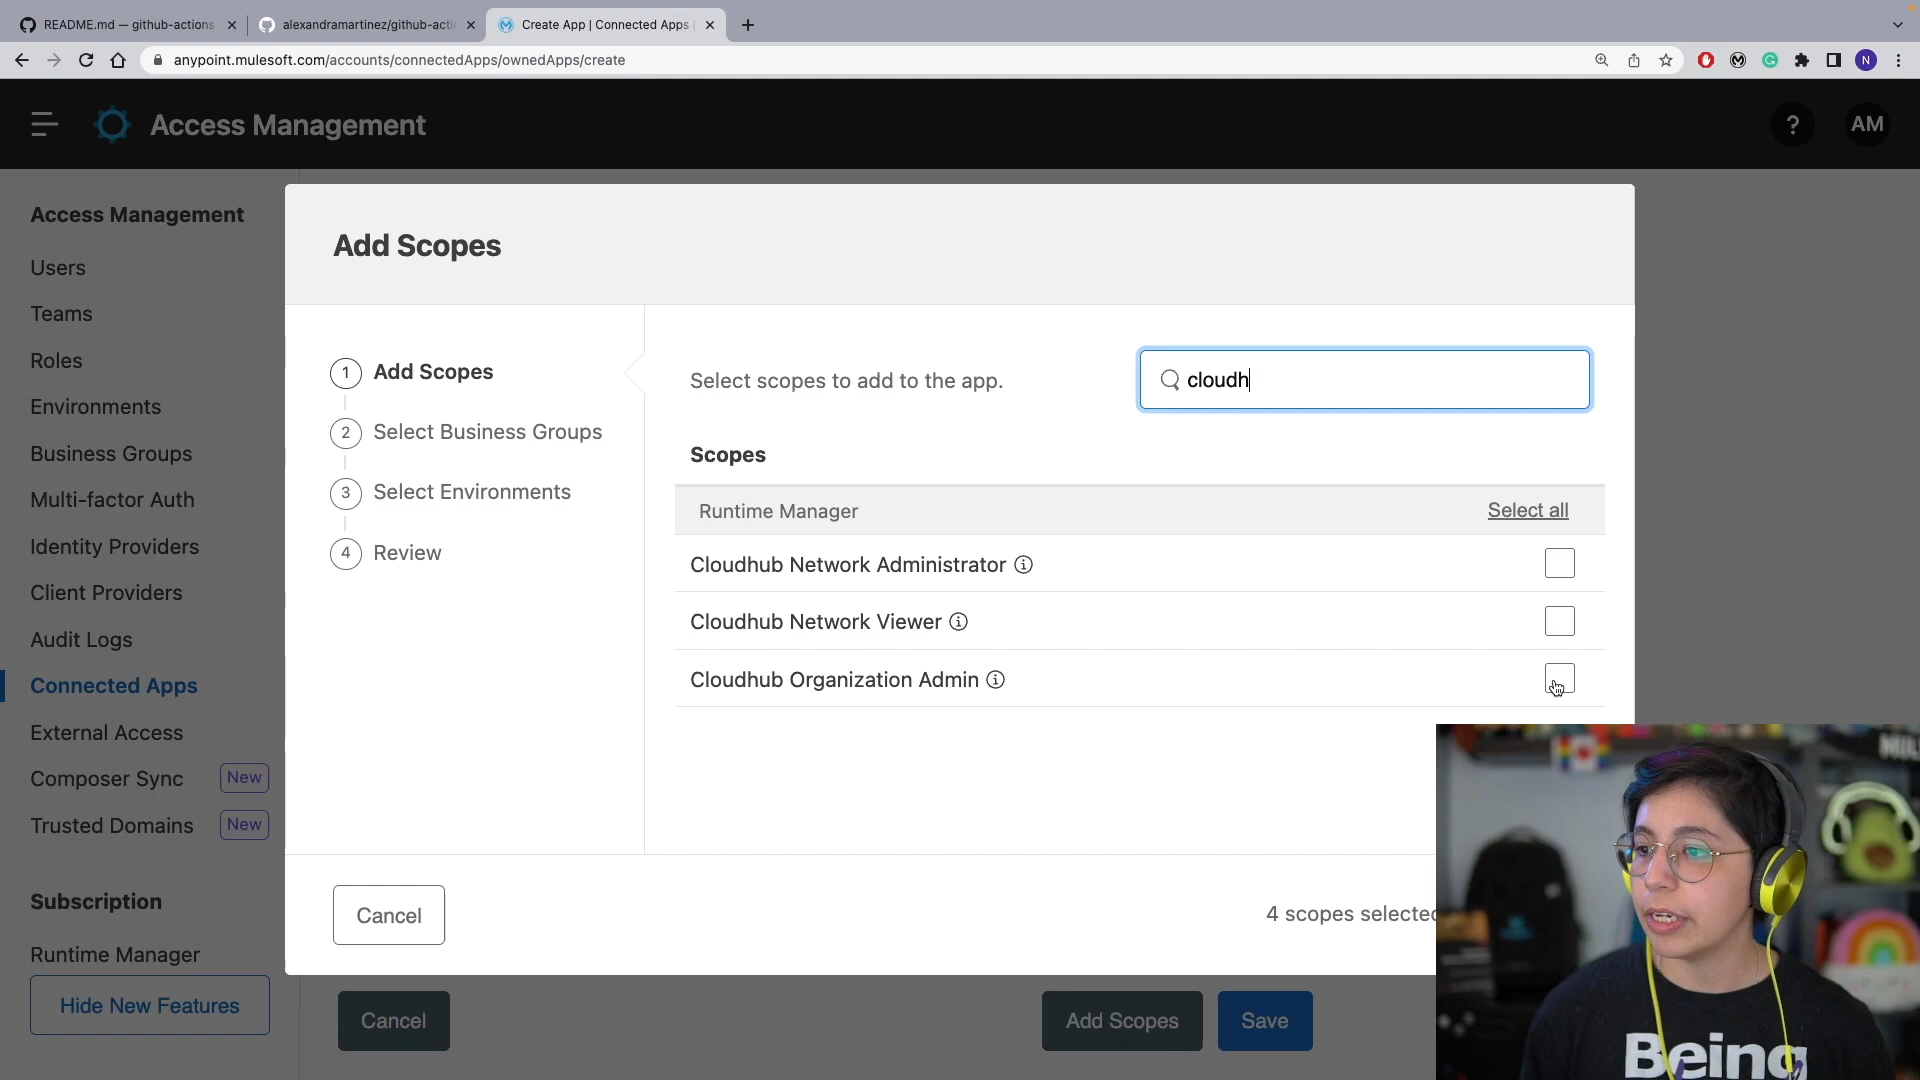 README.md — github-actions
alexandramartinez/github-actio
Create App | Connected Apps
anypoint.mulesoft.com/accounts/connectedApps/ownedApps/create
N
Access Management
?
AM
Access Management
Users
Teams
Roles
Environments
Business Groups
Multi-factor Auth
Identity Providers
Client Providers
Audit Logs
Connected Apps
External Access
Composer Sync New
Trusted Domains New
Subscription
Runtime Manager
Hide New Features
Add Scopes
1 Add Scopes
2 Select Business Groups
3 Select Environments
4 Review
Select scopes to add to the app.
cloudh
Scopes
Runtime Manager Select all
Cloudhub Network Administrator
Cloudhub Network Viewer
Cloudhub Organization Admin
Cancel
4 scopes selected
Cancel
Add Scopes
Save
Being